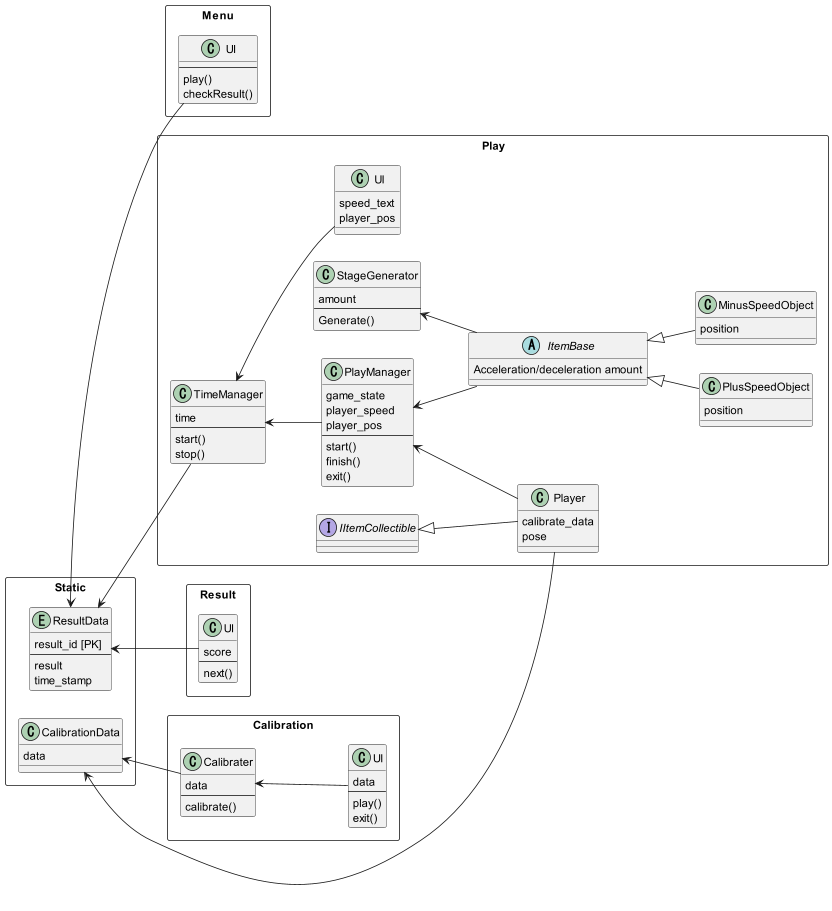 Menu
C UI
play()
checkResult()
Play
C UI
speed_text
player_pos
C StageGenerator
amount
Generate()
C MinusSpeedObject
position
A ItemBase
Acceleration/deceleration amount
C PlusSpeedObject
position
C PlayManager
game_state
player_speed
player_pos
start()
finish()
exit()
C TimeManager
time
start()
stop()
C Player
calibrate_data
pose
I IItemCollectible
Static
E ResultData
result_id [PK]
result
time_stamp
Result
C UI
score
next()
C CalibrationData
data
Calibration
C Calibrater
data
calibrate()
C UI
data
play()
exit()